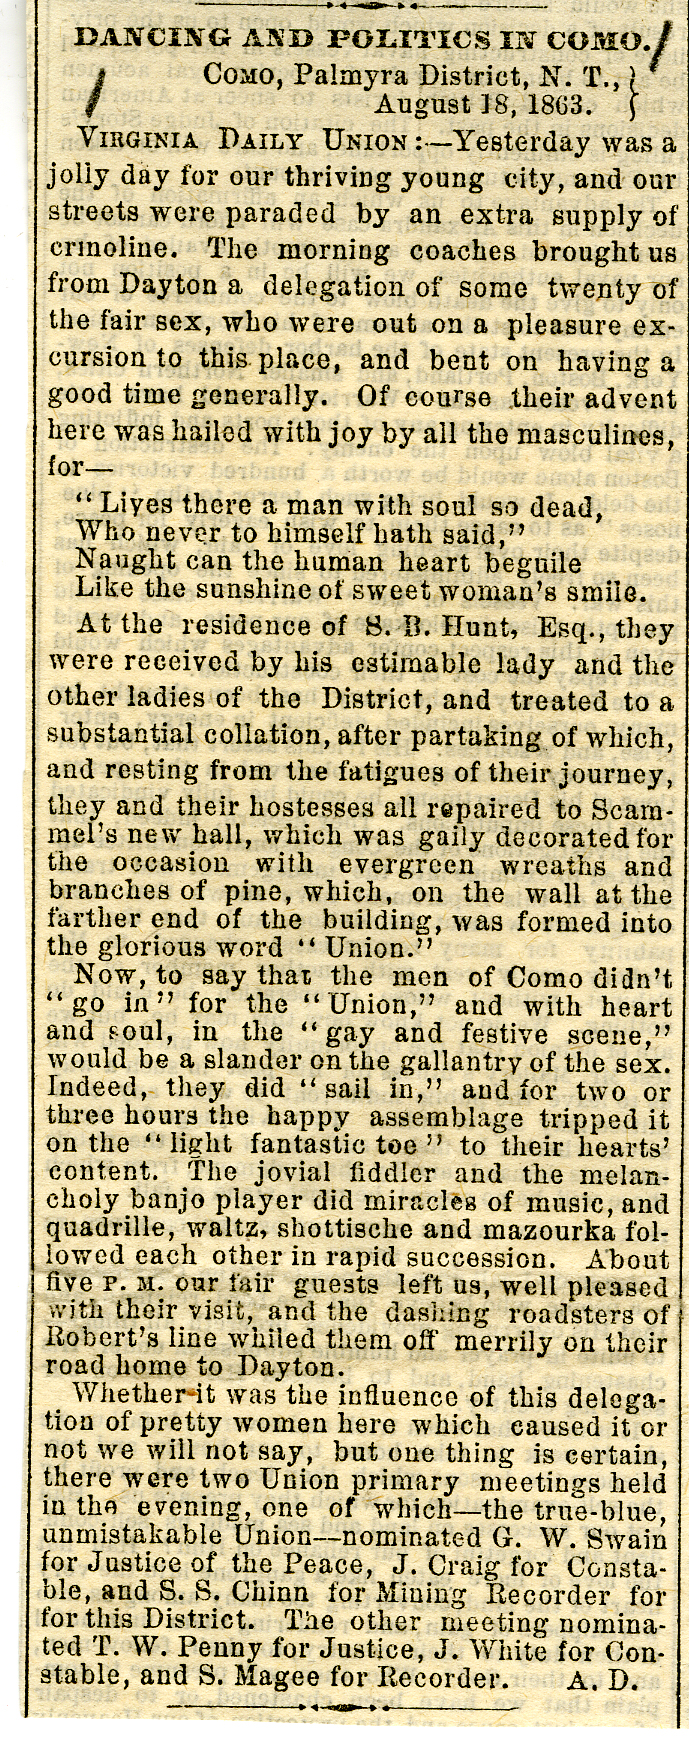 DANCING AND POLITICS IN COMO.
COMO, Palmyra District, N. T.,
August 18, 1863.
VIRGINIA DAILY UNION:—Yesterday was a
jolly day for our thriving young city, and our
streets were paraded by an extra supply of
crinoline. The morning coaches brought us
from Dayton a delegation of some twenty of
the fair sex, who were out on a pleasure ex-
cursion to this place, and bent on having a
good time generally. Of course their advent
here was hailed with joy by all the masculines,
for—
"Lives there a man with soul so dead,
Who never to himself hath said,"
Naught can the human heart beguile
Like the sunshine of sweet woman's smile.
At the residence of S. B. Hunt, Esq., they
were received by his estimable lady and the
other ladies of the District, and treated to a
substantial collation, after partaking of which,
and resting from the fatigues of their journey,
they and their hostesses all repaired to Scam-
mel's new hall, which was gaily decorated for
the occasion with evergreen wreaths and
branches of pine, which, on the wall at the
farther end of the building, was formed into
the glorious word "Union."
Now, to say that the men of Como didn't
"go in" for the "Union," and with heart
and soul, in the "gay and festive scene,"
would be a slander on the gallantry of the sex.
Indeed, they did "sail in," and for two or
three hours the happy assemblage tripped it
on the "light fantastic toe" to their hearts'
content. The jovial fiddler and the melan-
choly banjo player did miracles of music, and
quadrille, waltz, shottische and mazourka fol-
lowed each other in rapid succession. About
five P. M. our fair guests left us, well pleased
with their visit, and the dashing roadsters of
Robert's line whiled them off merrily on their
road home to Dayton.
Whether it was the influence of this delega-
tion of pretty women here which caused it or
not we will not say, but one thing is certain,
there were two Union primary meetings held
in the evening, one of which—the true-blue,
unmistakable Union—nominated G. W. Swain
for Justice of the Peace, J. Craig for Consta-
ble, and S. S. Chinn for Mining Recorder for
for this District. The other meeting nomina-
ted T. W. Penny for Justice, J. White for Con-
stable, and S. Magee for Recorder. A. D.